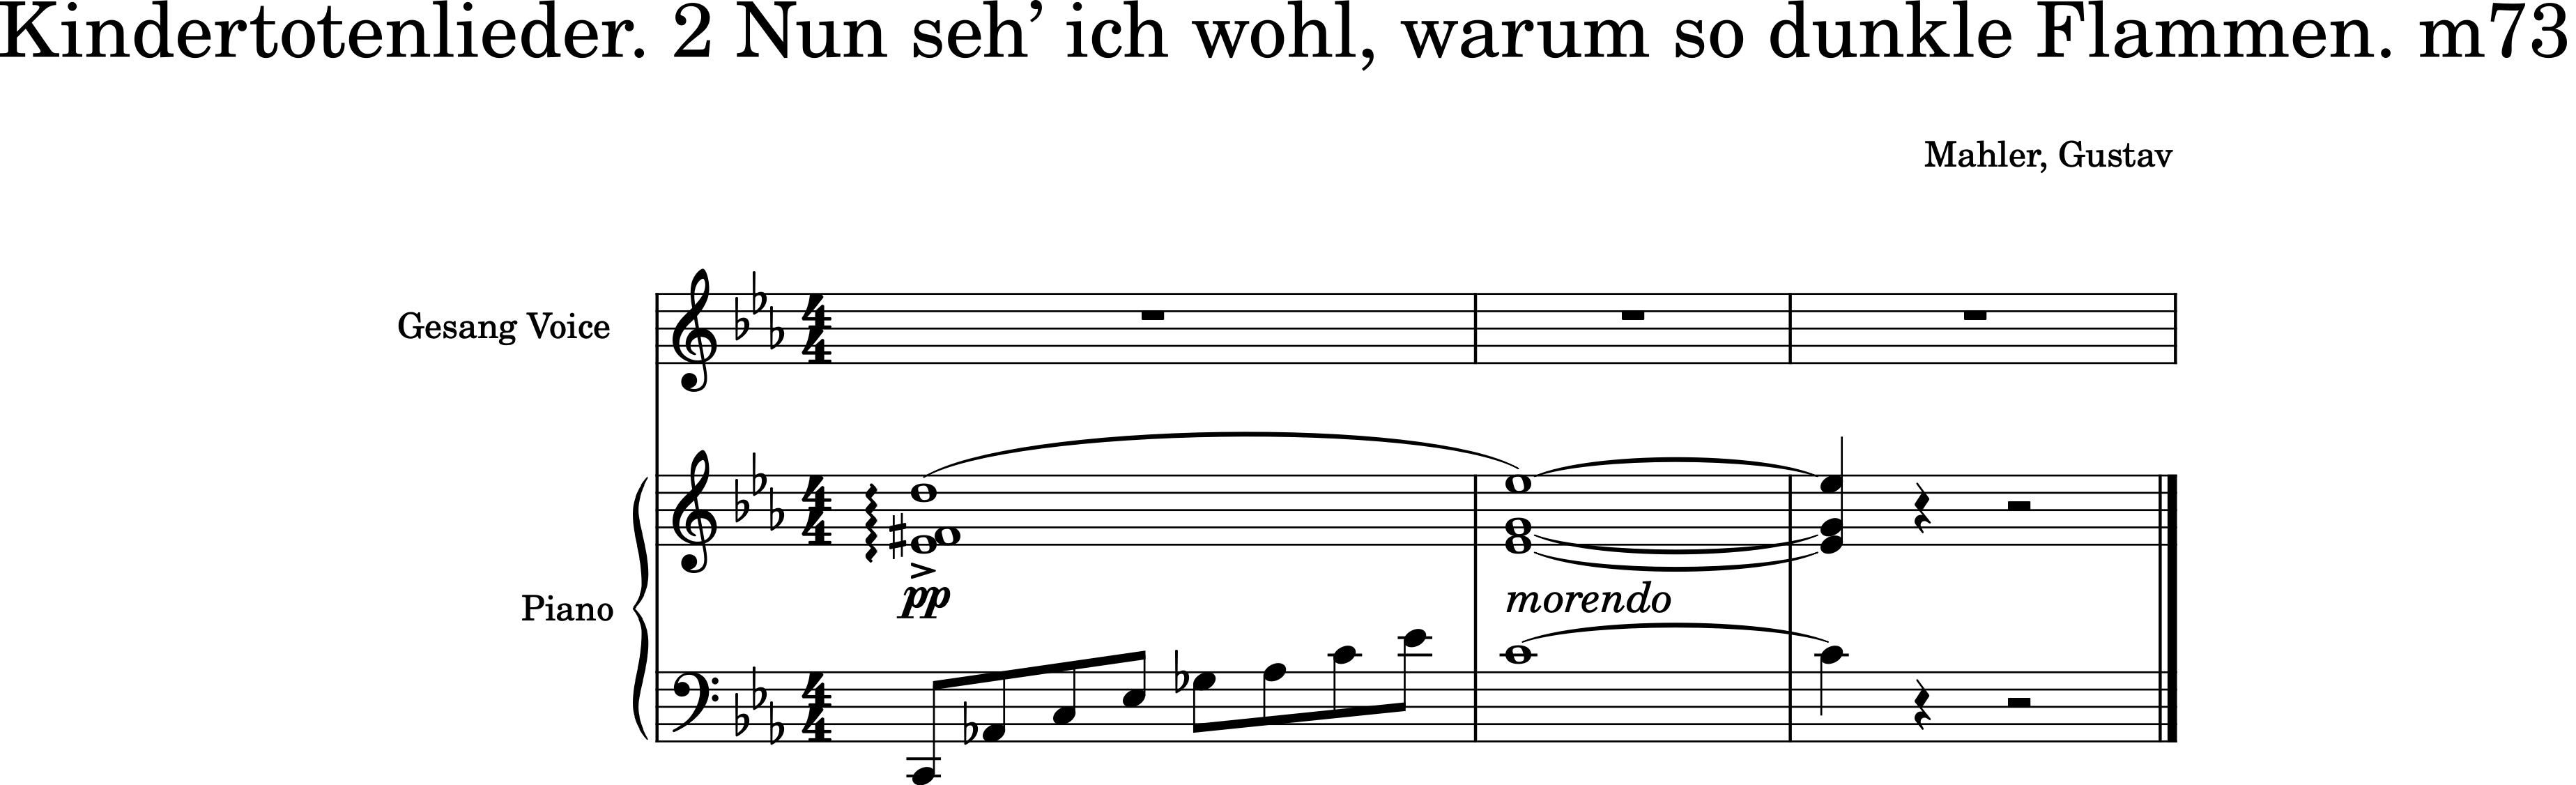 Kindertotenlieder. 2 Nun seh’ ich wohl, warum so dunkle Flammen. m73
Mahler, Gustav
Gesang Voice
Piano
pp
morendo